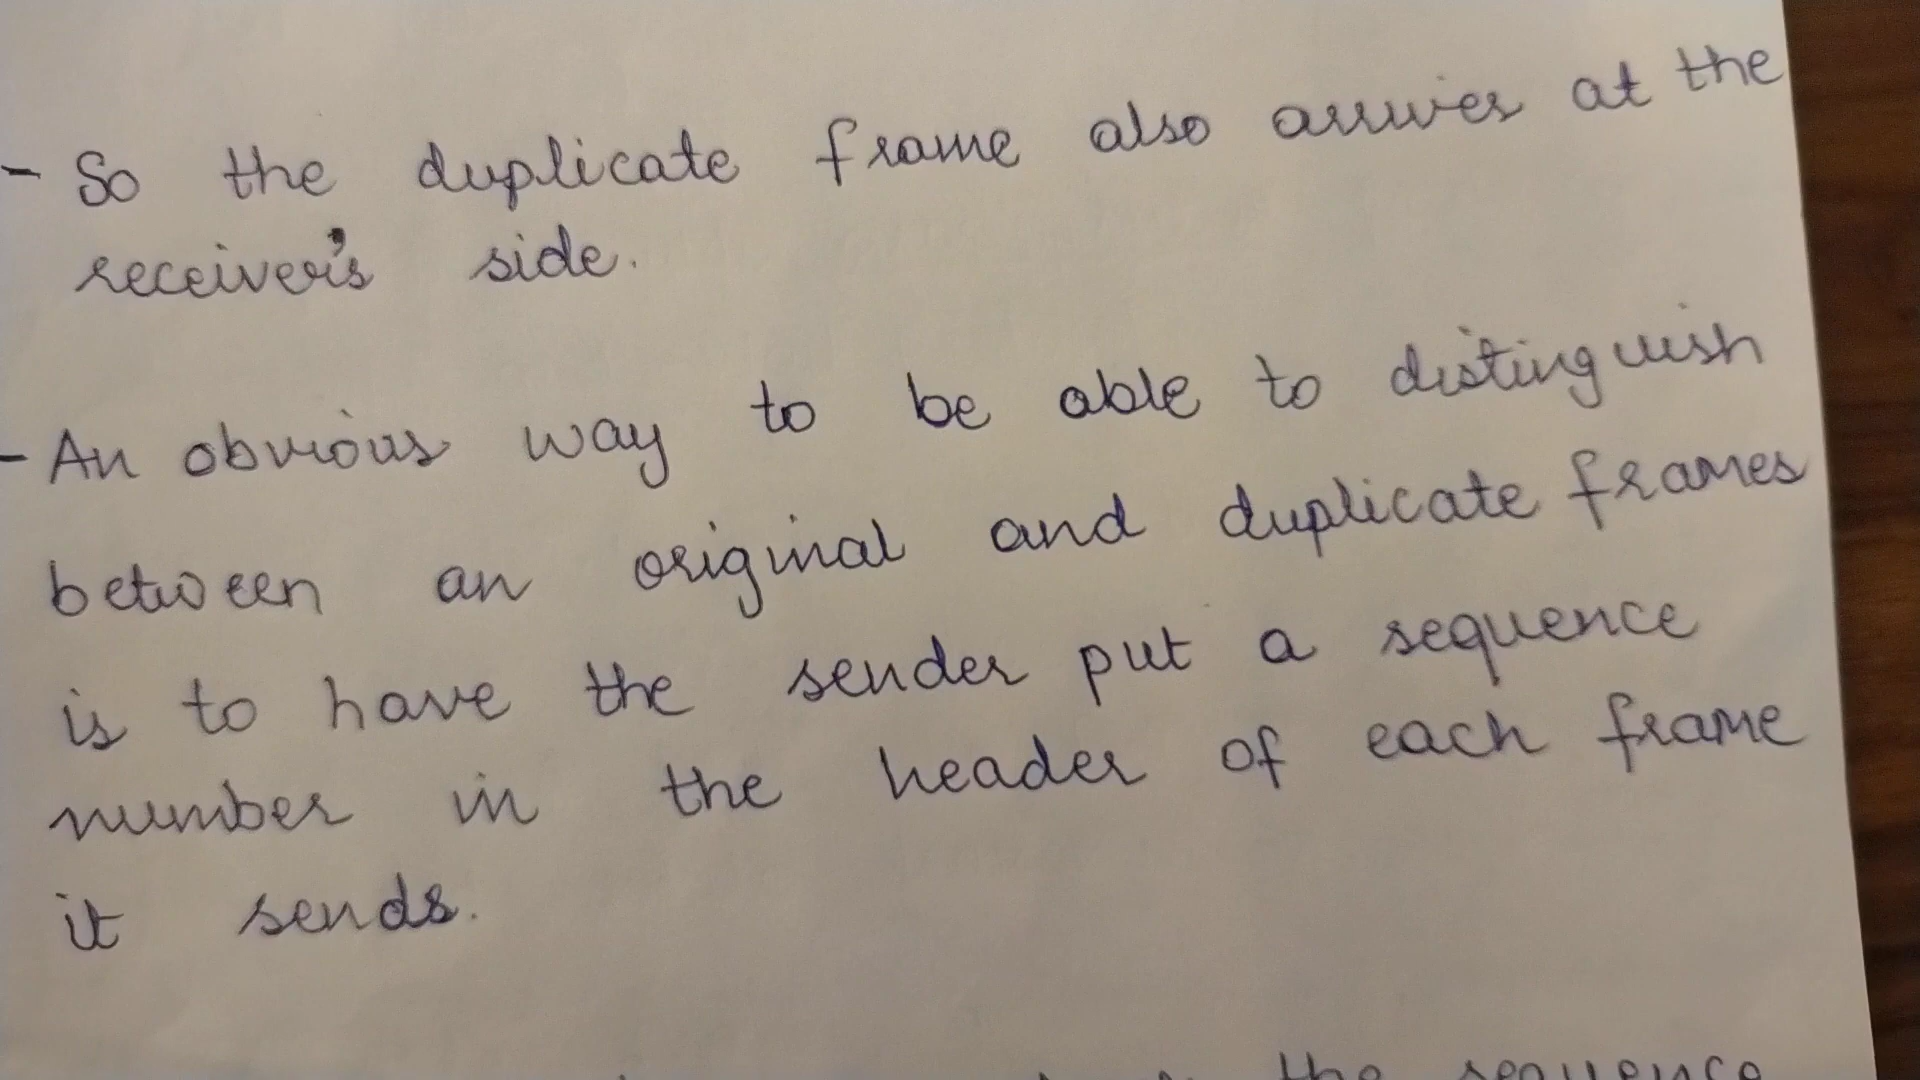 - So the duplicate frame also arrives at the
receiver's side.
- An obvious way to be able to distinguish
between an original and duplicate frames
is to have the sender put a sequence
number in the header of each frame
it sends.
the sequence